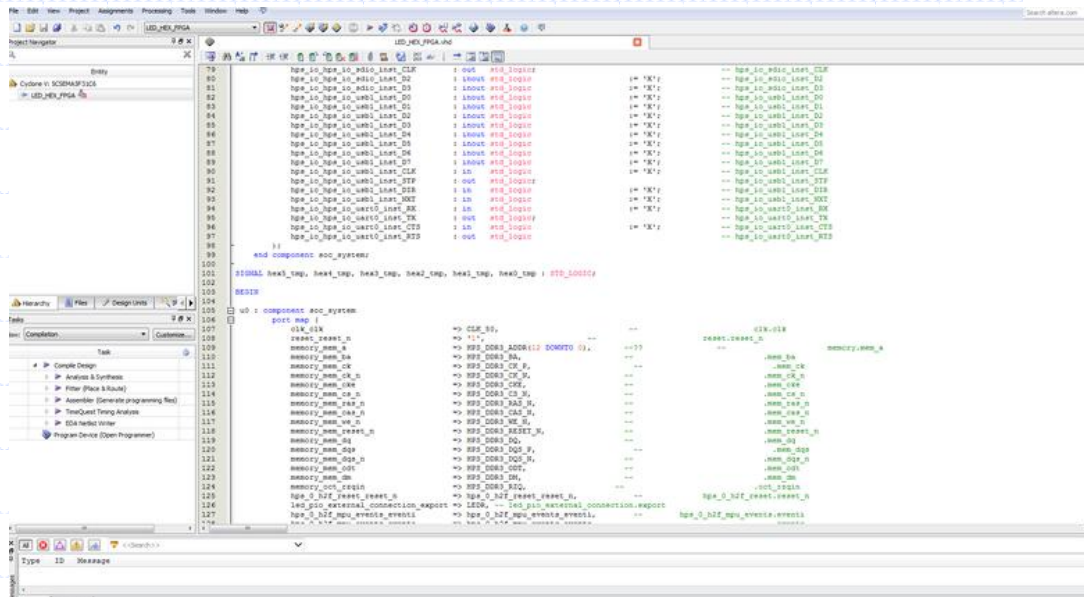 File Edit View Project Assignments Processing Tools Window Help
Search altera.com
LED_HEX_FPGA
Project Navigator
LED_HEX_FPGA.vhd
Entity
Cyclone V: 5CSEMA5F31C6
LED_HEX_FPGA
79 hps_io_hps_io_sdio_inst_CLK : out std_logic; -- hps_io_sdio_inst_CLK
80 hps_io_hps_io_sdio_inst_D2 : inout std_logic := 'X'; -- hps_io_sdio_inst_D2
81 hps_io_hps_io_sdio_inst_D3 : inout std_logic := 'X'; -- hps_io_sdio_inst_D3
82 hps_io_hps_io_usb1_inst_D0 : inout std_logic := 'X'; -- hps_io_usb1_inst_D0
83 hps_io_hps_io_usb1_inst_D1 : inout std_logic := 'X'; -- hps_io_usb1_inst_D1
84 hps_io_hps_io_usb1_inst_D2 : inout std_logic := 'X'; -- hps_io_usb1_inst_D2
85 hps_io_hps_io_usb1_inst_D3 : inout std_logic := 'X'; -- hps_io_usb1_inst_D3
86 hps_io_hps_io_usb1_inst_D4 : inout std_logic := 'X'; -- hps_io_usb1_inst_D4
87 hps_io_hps_io_usb1_inst_D5 : inout std_logic := 'X'; -- hps_io_usb1_inst_D5
88 hps_io_hps_io_usb1_inst_D6 : inout std_logic := 'X'; -- hps_io_usb1_inst_D6
89 hps_io_hps_io_usb1_inst_D7 : inout std_logic := 'X'; -- hps_io_usb1_inst_D7
90 hps_io_hps_io_usb1_inst_CLK : in std_logic := 'X'; -- hps_io_usb1_inst_CLK
91 hps_io_hps_io_usb1_inst_STP : out std_logic; -- hps_io_usb1_inst_STP
92 hps_io_hps_io_usb1_inst_DIR : in std_logic := 'X'; -- hps_io_usb1_inst_DIR
93 hps_io_hps_io_usb1_inst_NXT : in std_logic := 'X'; -- hps_io_usb1_inst_NXT
94 hps_io_hps_io_uart0_inst_RX : in std_logic := 'X'; -- hps_io_uart0_inst_RX
95 hps_io_hps_io_uart0_inst_TX : out std_logic; -- hps_io_uart0_inst_TX
96 hps_io_hps_io_uart0_inst_CTS : in std_logic := 'X'; -- hps_io_uart0_inst_CTS
97 hps_io_hps_io_uart0_inst_RTS : out std_logic -- hps_io_uart0_inst_RTS
98 );
99 end component soc_system;
100
101 SIGNAL hex5_tmp, hex4_tmp, hex3_tmp, hex2_tmp, hex1_tmp, hex0_tmp : STD_LOGIC;
102
103 BEGIN
104
105 u0 : component soc_system
106 port map (
107 clk_clk => CLK_50, -- clk.clk
108 reset_reset_n => '1', -- reset.reset_n
109 memory_mem_a => HPS_DDR3_ADDR(12 DOWNTO 0), --?? -- memory.mem_a
110 memory_mem_ba => HPS_DDR3_BA, -- .mem_ba
111 memory_mem_ck => HPS_DDR3_CK_P, -- .mem_ck
112 memory_mem_ck_n => HPS_DDR3_CK_N, -- .mem_ck_n
113 memory_mem_cke => HPS_DDR3_CKE, -- .mem_cke
114 memory_mem_cs_n => HPS_DDR3_CS_N, -- .mem_cs_n
115 memory_mem_ras_n => HPS_DDR3_RAS_N, -- .mem_ras_n
116 memory_mem_cas_n => HPS_DDR3_CAS_N, -- .mem_cas_n
117 memory_mem_we_n => HPS_DDR3_WE_N, -- .mem_we_n
118 memory_mem_reset_n => HPS_DDR3_RESET_N, -- .mem_reset_n
119 memory_mem_dq => HPS_DDR3_DQ, -- .mem_dq
120 memory_mem_dqs => HPS_DDR3_DQS_P, -- .mem_dqs
121 memory_mem_dqs_n => HPS_DDR3_DQS_N, -- .mem_dqs_n
122 memory_mem_odt => HPS_DDR3_ODT, -- .mem_odt
123 memory_mem_dm => HPS_DDR3_DM, -- .mem_dm
124 memory_oct_rzqin => HPS_DDR3_RZQ, -- .oct_rzqin
125 hps_0_h2f_reset_reset_n => hps_0_h2f_reset_reset_n, -- hps_0_h2f_reset.reset_n
126 led_pio_external_connection_export => LEDR, -- led_pio_external_connection.export
127 hps_0_h2f_mpu_events_eventi => hps_0_h2f_mpu_events_eventi, -- hps_0_h2f_mpu_events.eventi
Hierarchy Files Design Units
Tasks
Compilation Customize...
Task
Compile Design
Analysis & Synthesis
Fitter (Place & Route)
Assembler (Generate programming files)
TimeQuest Timing Analysis
EDA Netlist Writer
Program Device (Open Programmer)
All <<Search>>
Type ID Message